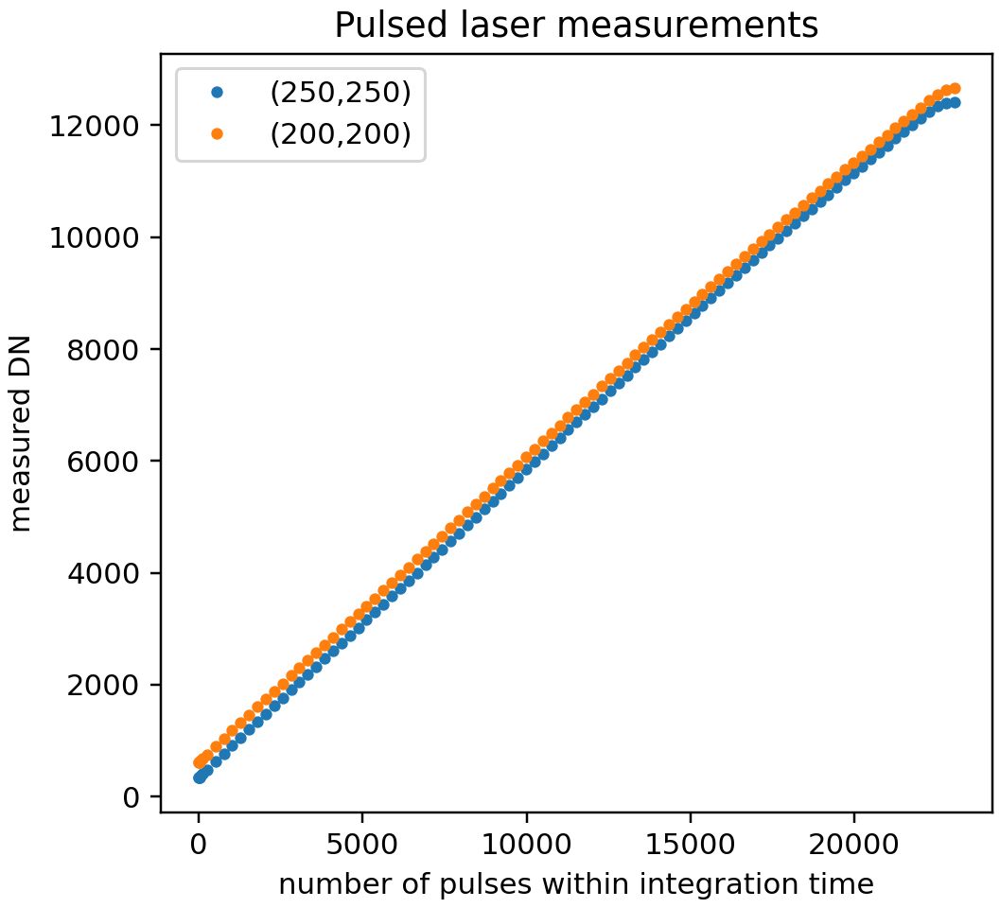 Pulsed laser measurements
(250,250)
(200,200)
12000
10000
8000
6000
4000
2000
0
measured DN
0 5000 10000 15000 20000
number of pulses within integration time